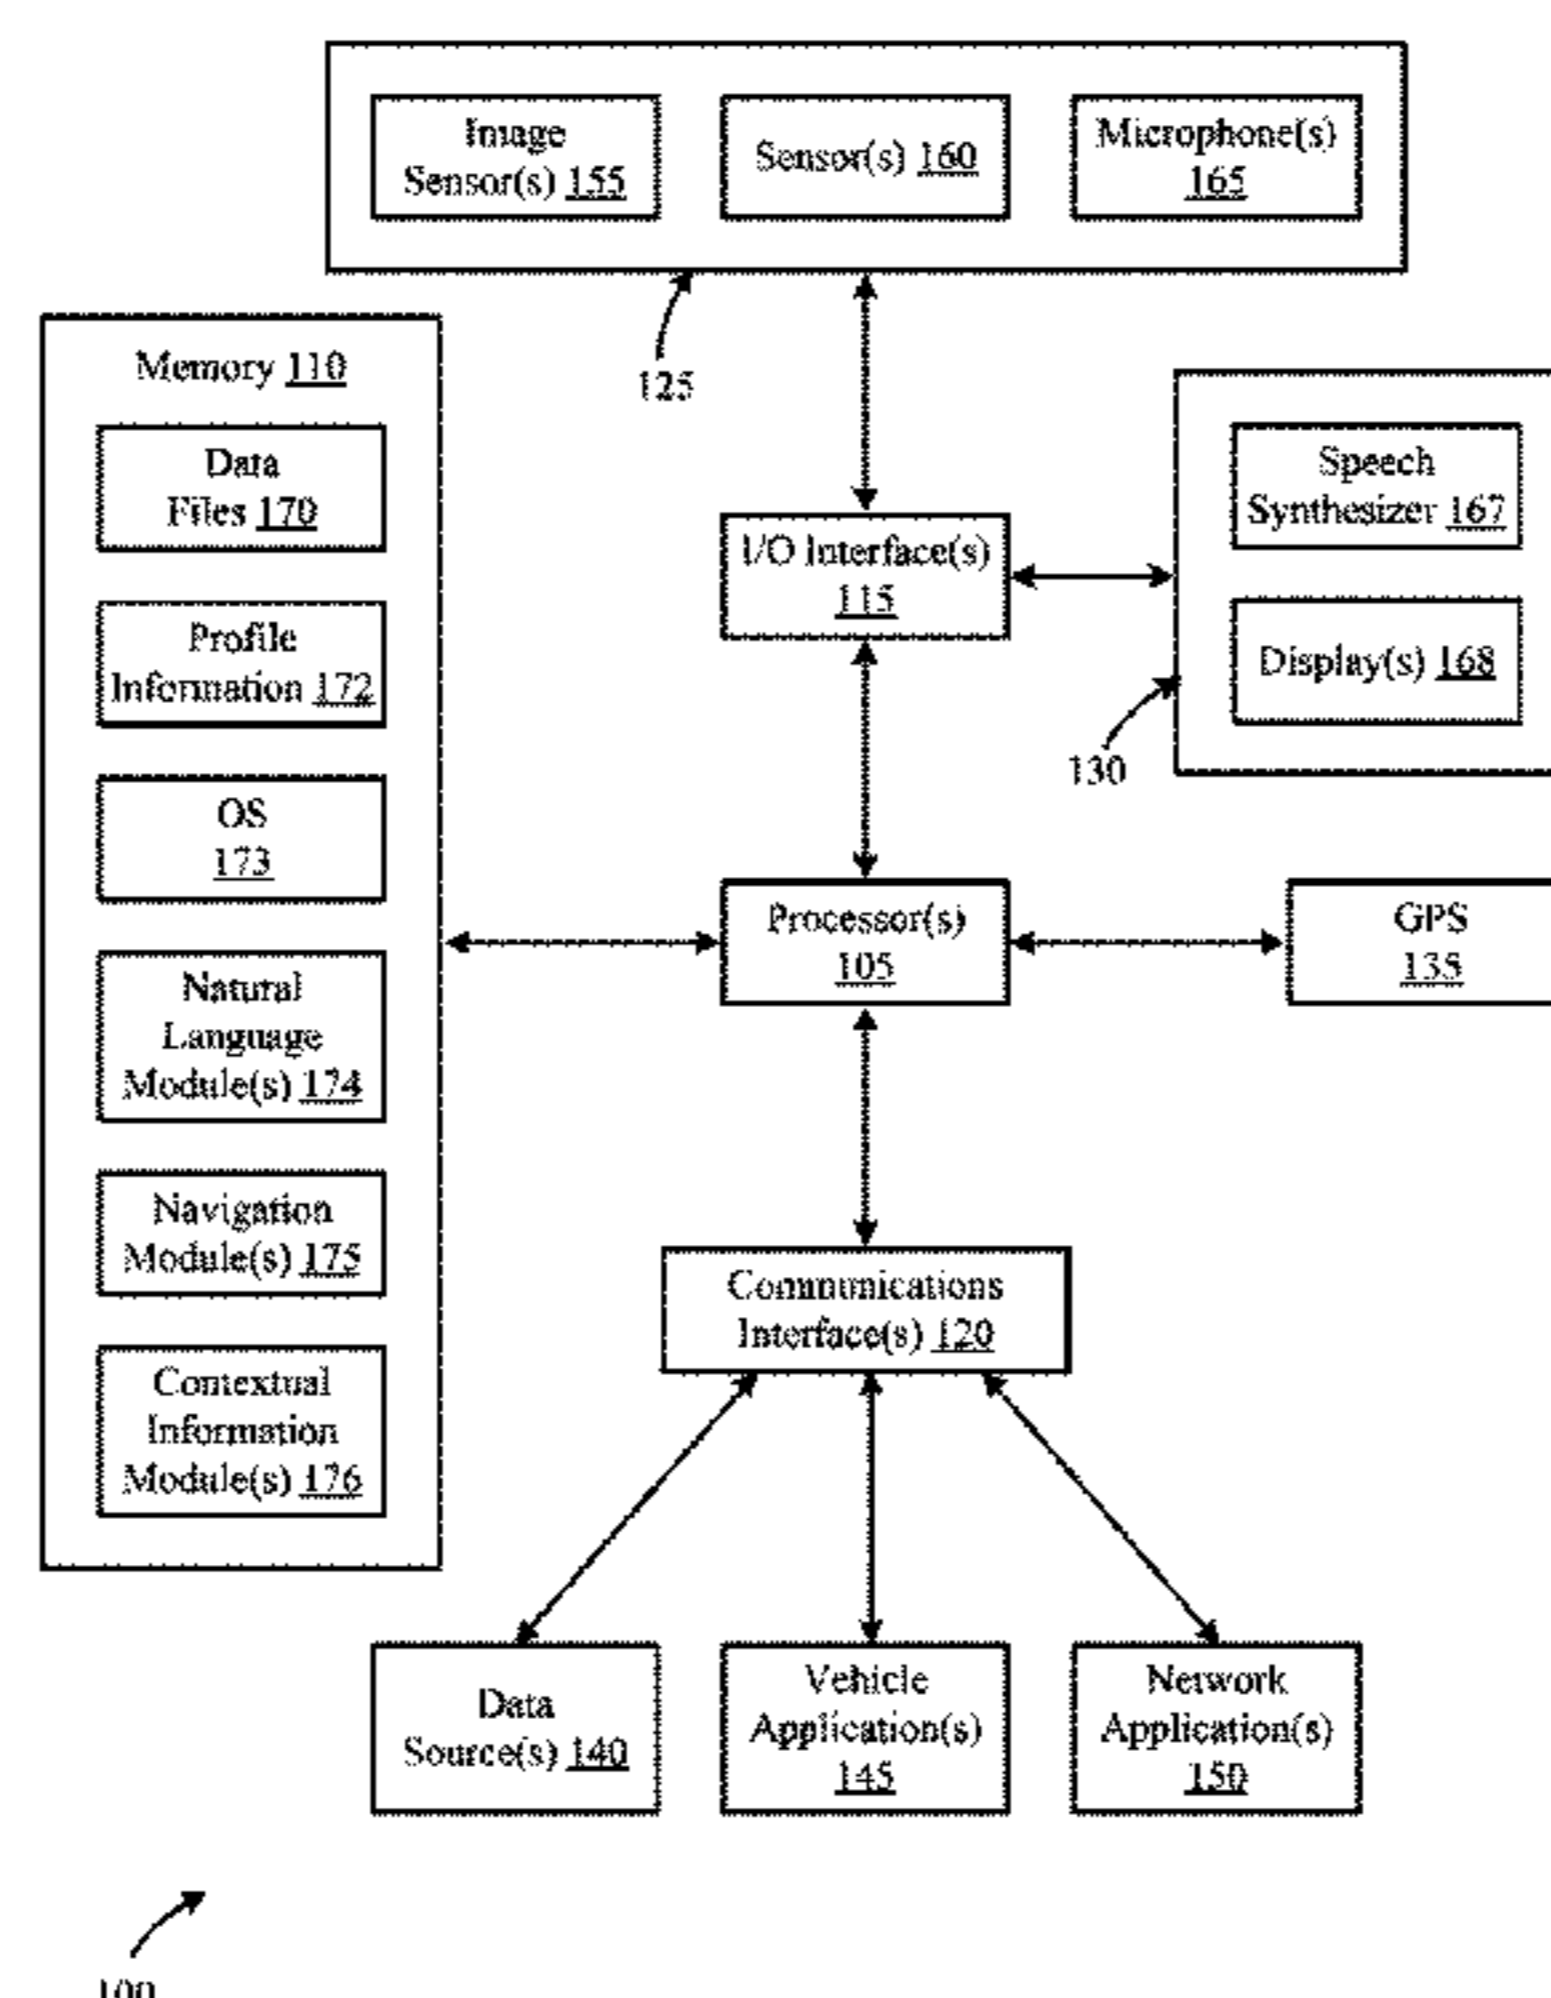 Image
Sensor(s) 155
Sensor(s) 160
Microphone(s)
165
125
Memory 110
Data
Files 170
Profile
Information 172
OS
173
Natural
Language
Module(s) 174
Navigation
Module(s) 175
Contextual
Information
Module(s) 176
I/O Interface(s)
115
Speech
Synthesizer 167
Display(s) 168
130
Processor(s)
105
GPS
135
Communications
Interface(s) 120
Data
Source(s) 140
Vehicle
Application(s)
145
Network
Application(s)
150
100